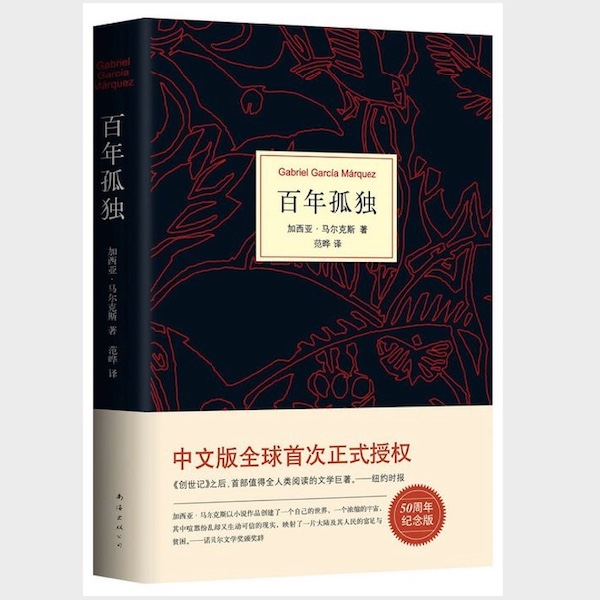 Gabriel
García
Márquez
百年孤独
加西亚·马尔克斯 著
范晔 译
南海出版公司
Gabriel García Márquez
百年孤独
加西亚·马尔克斯 著
范晔 译
中文版全球首次正式授权
《创世记》之后,首部值得全人类阅读的文学巨著。——纽约时报
加西亚·马尔克斯以小说作品创建了一个自己的世界,一个浓缩的宇宙,
其中喧嚣纷乱却又生动可信的现实,映射了一片大陆及其人民的富足与
贫困。——诺贝尔文学奖颁奖辞
50周年
纪念版